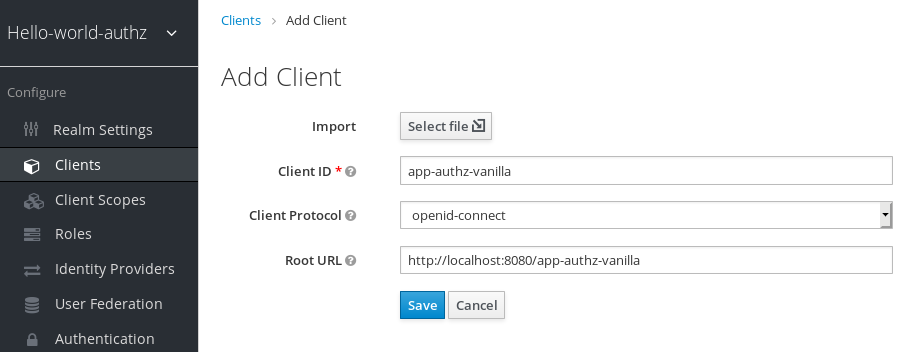 Hello-world-authz
Configure
Realm Settings
Clients
Client Scopes
Roles
Identity Providers
User Federation
Authentication
Clients > Add Client
Add Client
Import Select file
Client ID * app-authz-vanilla
Client Protocol openid-connect
Root URL http://localhost:8080/app-authz-vanilla
Save Cancel